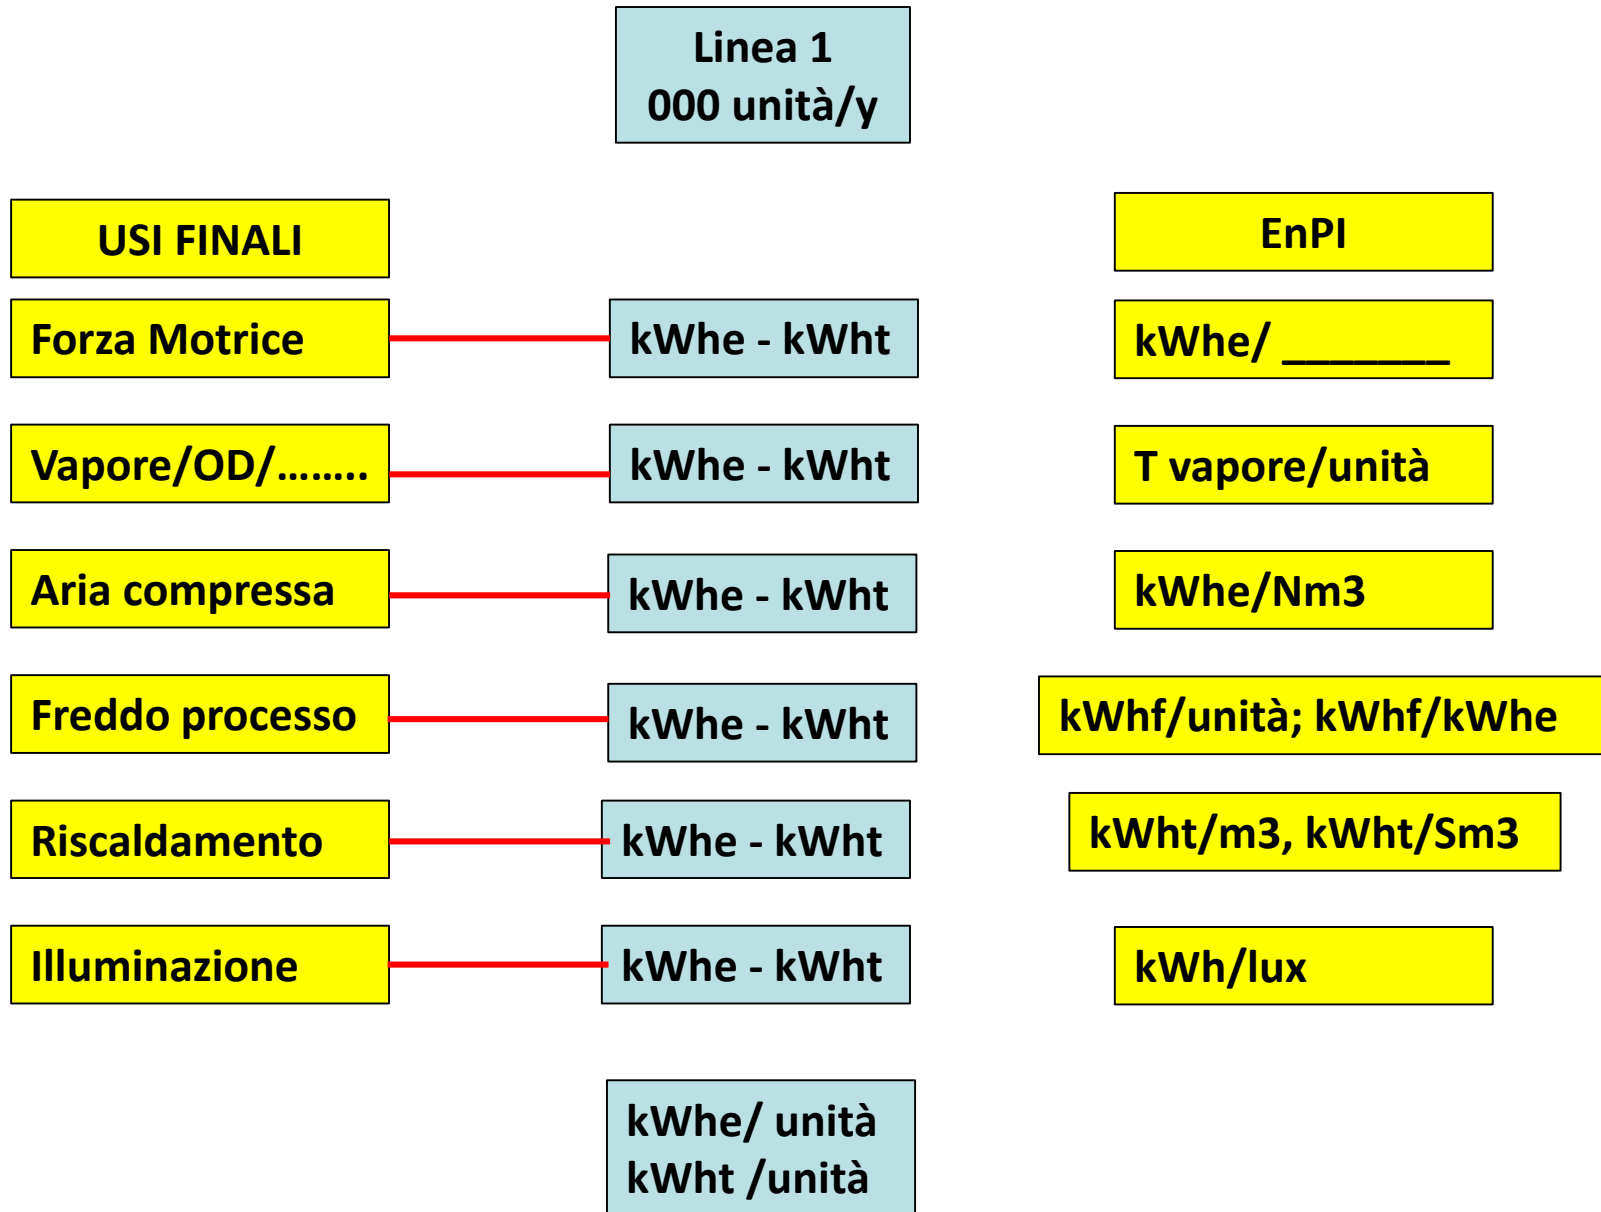 Linea 1
000 unità/y
USI FINALI
EnPI
Forza Motrice
kWhe - kWht
kWhe/ _______
Vapore/OD/........
kWhe - kWht
T vapore/unità
Aria compressa
kWhe - kWht
kWhe/Nm3
Freddo processo
kWhe - kWht
kWhf/unità; kWhf/kWhe
Riscaldamento
kWhe - kWht
kWht/m3, kWht/Sm3
Illuminazione
kWhe - kWht
kWh/lux
kWhe/ unità
kWht /unità